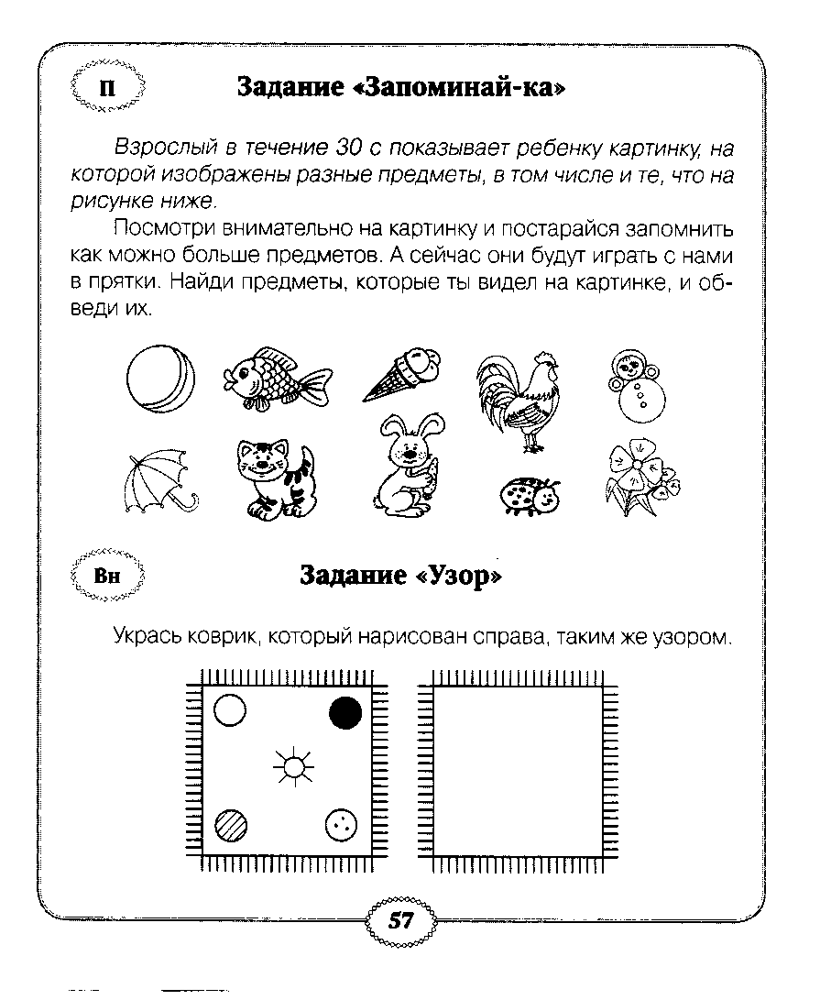 П
Задание «Запоминай-ка»
Взрослый в течение 30 с показывает ребенку картинку, на
которой изображены разные предметы, в том числе и те, что на
рисунке ниже.
Посмотри внимательно на картинку и постарайся запомнить
как можно больше предметов. А сейчас они будут играть с нами
в прятки. Найди предметы, которые ты видел на картинке, и об-
веди их.
Вн
Задание «Узор»
Укрась коврик, который нарисован справа, таким же узором.
57